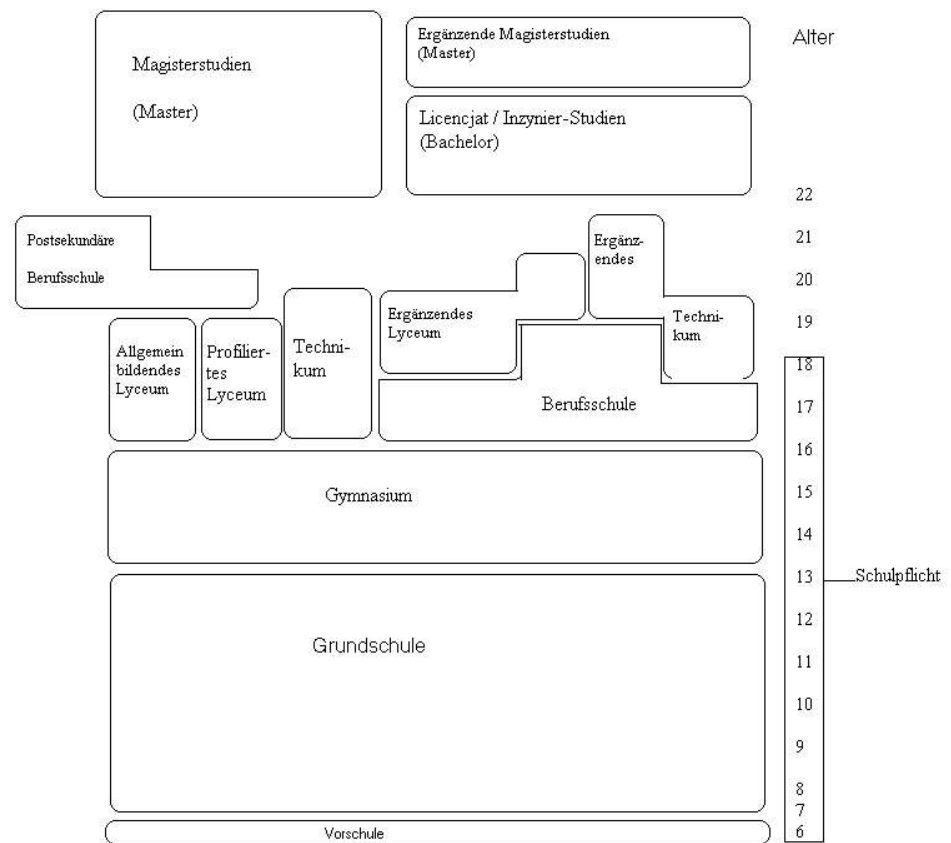 Magisterstudien
(Master)
Ergänzende Magisterstudien
(Master)
Alter
Licencjat / Inzynier-Studien
(Bachelor)
22
Postsekundäre
Berufsschule
Ergänz-
endes
21
20
Ergänzendes
Lyceum
Techni-
kum
19
Allgemein
bildendes
Lyceum
Profilier-
tes
Lyceum
Techni-
kum
18
Berufsschule
17
16
Gymnasium
15
14
13
Schulpflicht
12
Grundschule
11
10
9
8
7
Vorschule
6